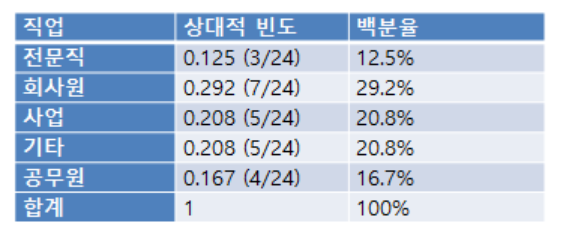 직업 상대적 빈도 백분율
전문직 0.125 (3/24) 12.5%
회사원 0.292 (7/24) 29.2%
사업 0.208 (5/24) 20.8%
기타 0.208 (5/24) 20.8%
공무원 0.167 (4/24) 16.7%
합계 1 100%